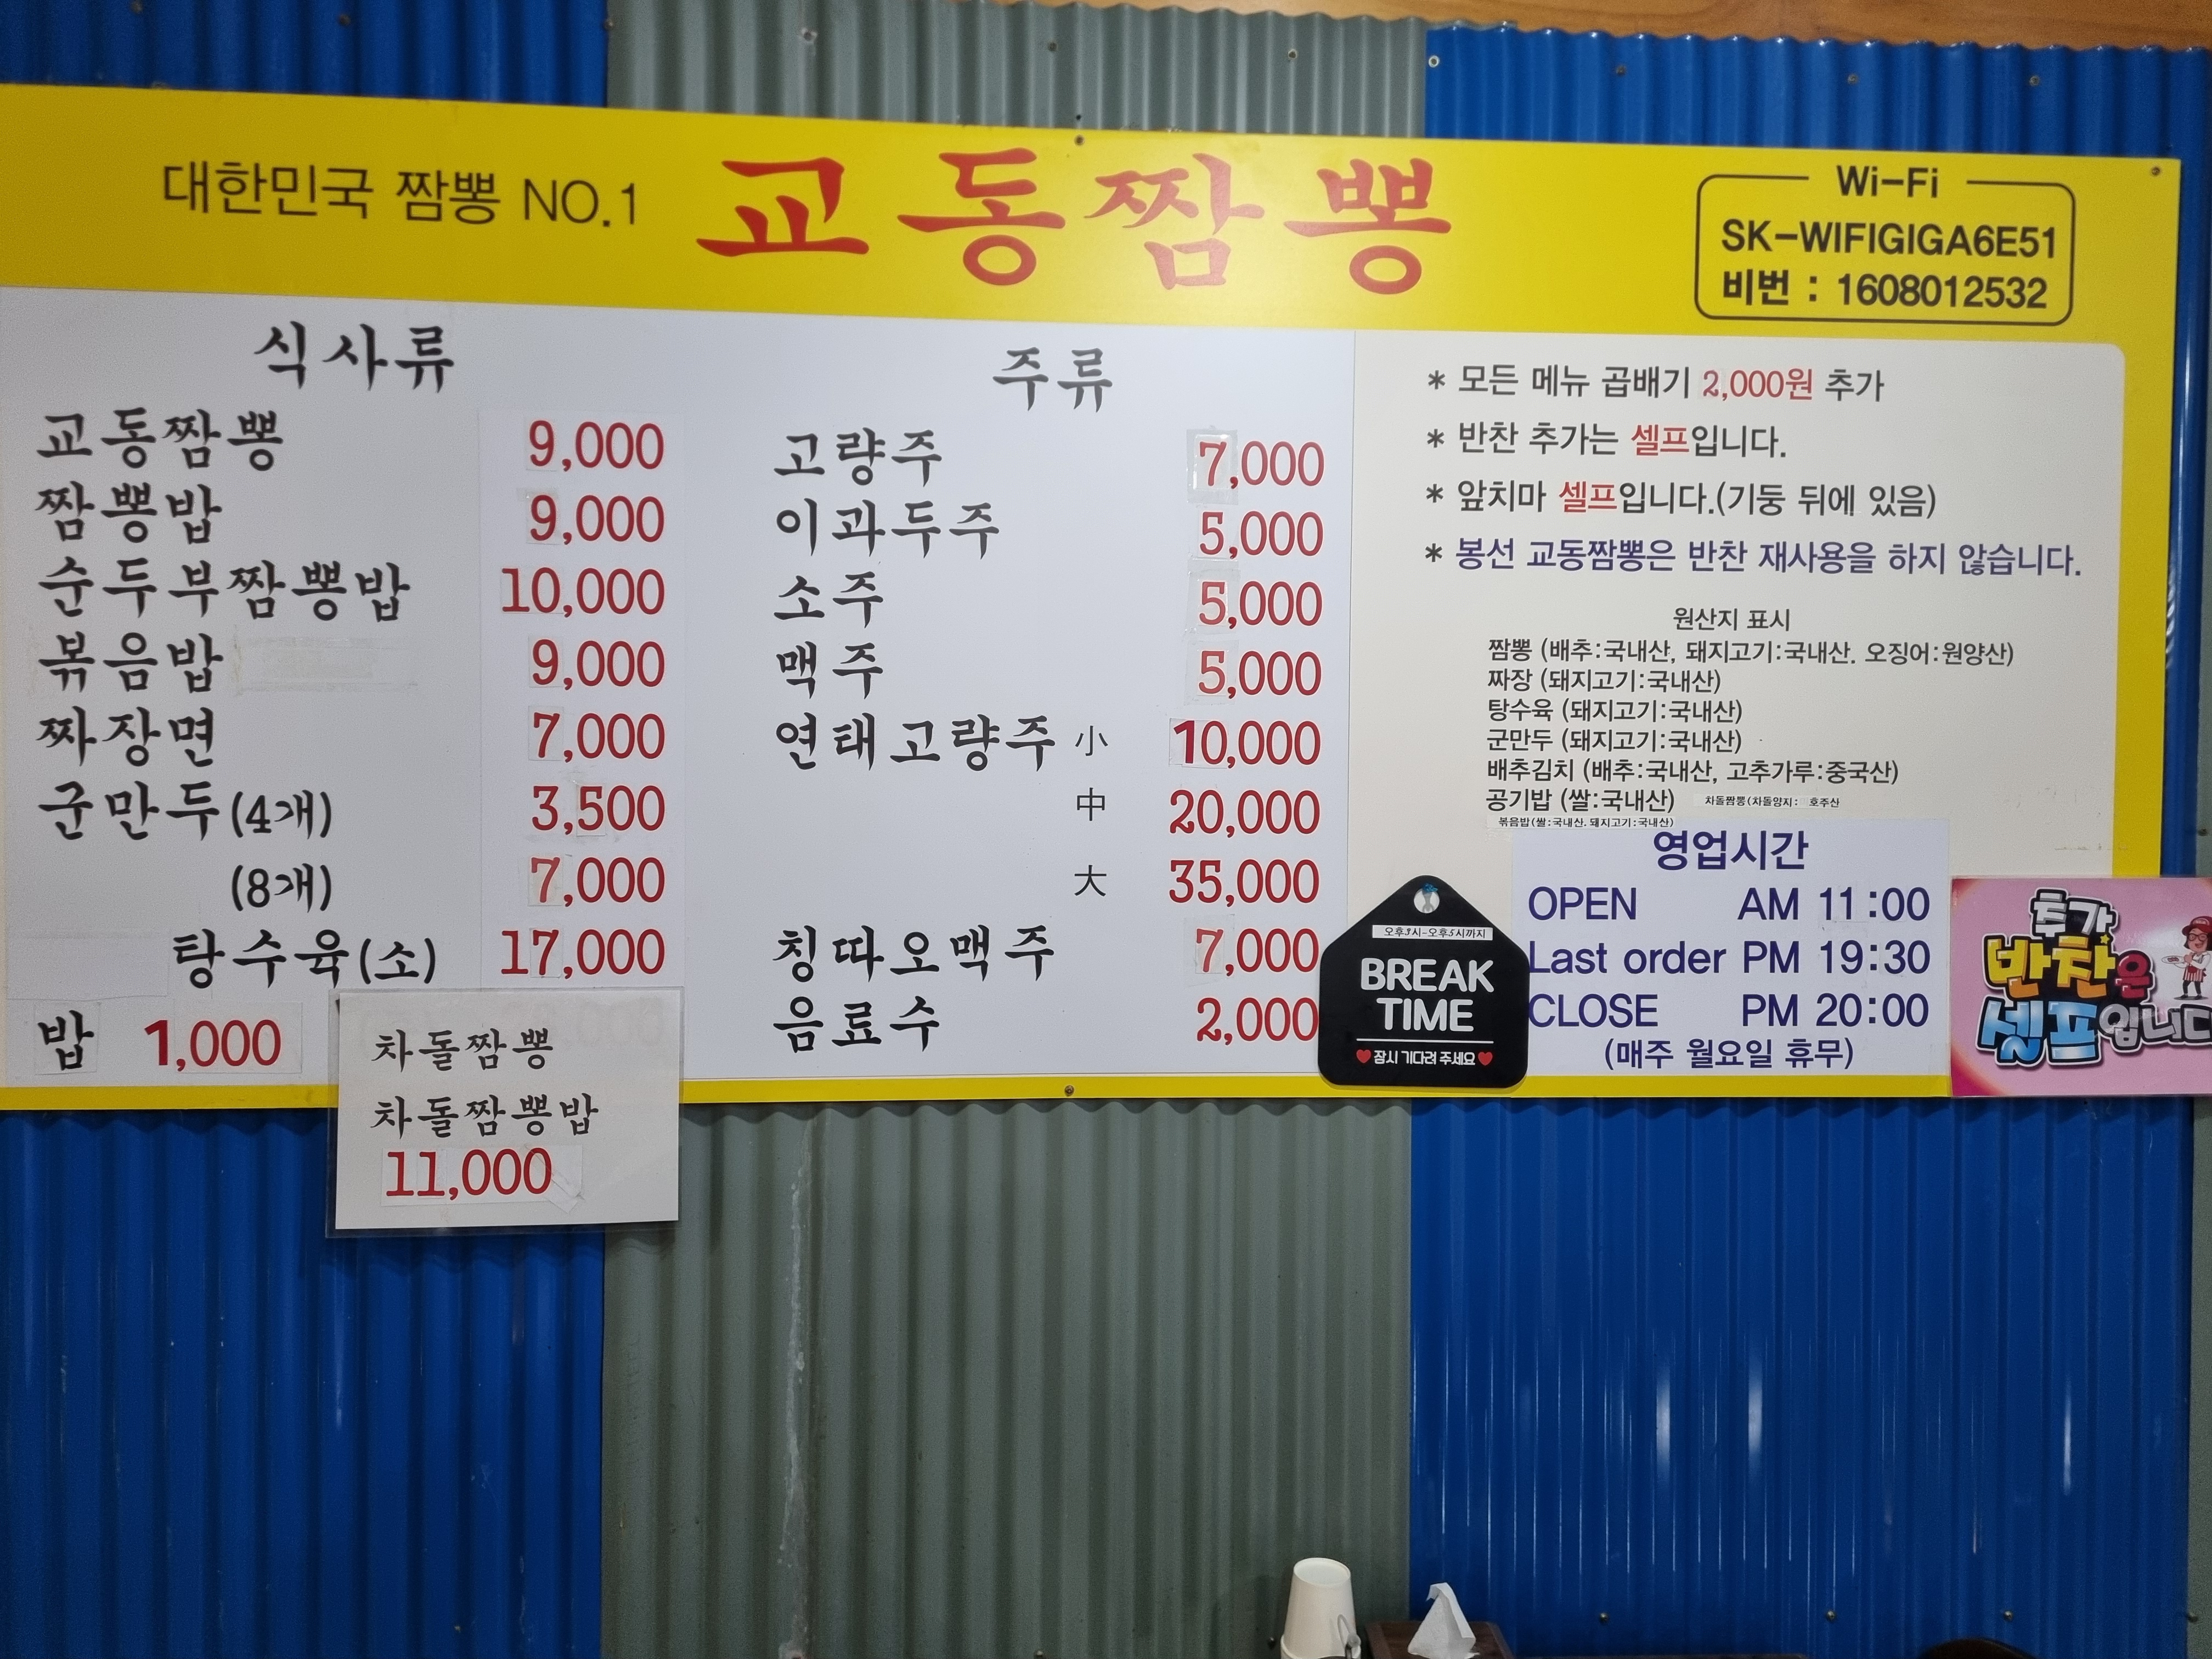 대한민국 짬뽕 NO.1 교동짬뽕
Wi-Fi
SK-WIFIGIGA6E51
비번 : 1608012532
식사류
교동짬뽕 9,000
짬뽕밥 9,000
순두부짬뽕밥 10,000
볶음밥 9,000
짜장면 7,000
군만두(4개) 3,500
(8개) 7,000
탕수육(소) 17,000
밥 1,000
차돌짬뽕
차돌짬뽕밥
11,000
주류
고량주 7,000
이과두주 5,000
소주 5,000
맥주 5,000
연태고량주 小 10,000
中 20,000
大 35,000
칭따오맥주 7,000
음료수 2,000
* 모든 메뉴 곱배기 2,000원 추가
* 반찬 추가는 셀프입니다.
* 앞치마 셀프입니다.(기둥 뒤에 있음)
* 봉선 교동짬뽕은 반찬 재사용을 하지 않습니다.
원산지 표시
짬뽕 (배추:국내산, 돼지고기:국내산. 오징어:원양산)
짜장 (돼지고기:국내산)
탕수육 (돼지고기:국내산)
군만두 (돼지고기:국내산)
배추김치 (배추:국내산, 고추가루:중국산)
공기밥 (쌀:국내산) 차돌짬뽕(차돌양지: 호주산
볶음밥(쌀:국내산. 돼지고기:국내산)
오후3시-오후5시까지
BREAK
TIME
잠시 기다려 주세요
영업시간
OPEN AM 11:00
Last order PM 19:30
CLOSE PM 20:00
(매주 월요일 휴무)
추가
반찬은
셀프입니다